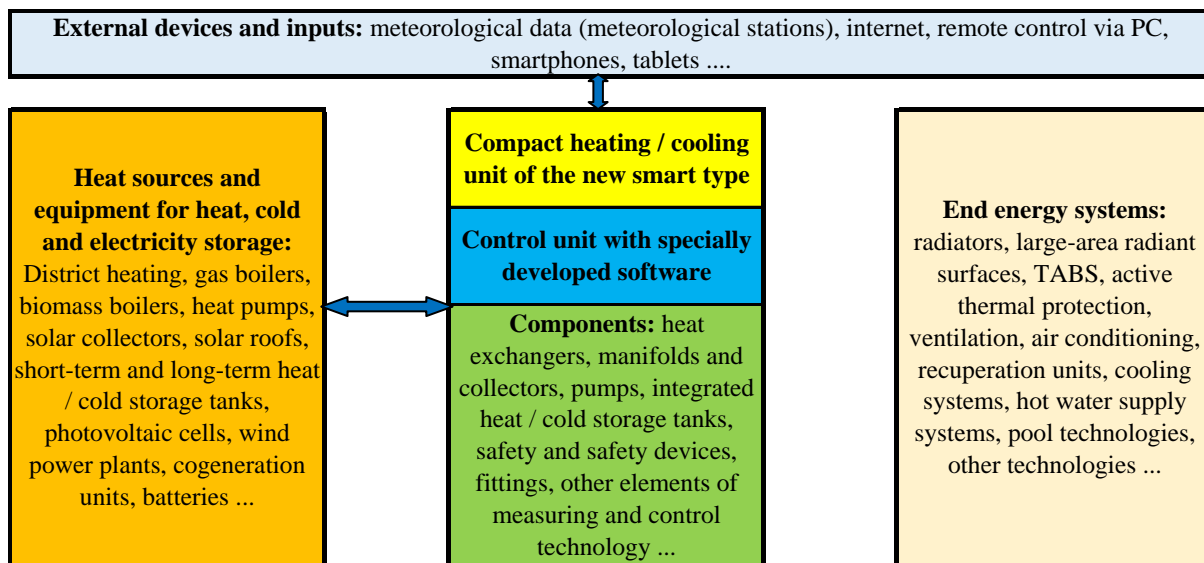 External devices and inputs: meteorological data (meteorological stations), internet, remote control via PC,
smartphones, tablets ....
Heat sources and
equipment for heat, cold
and electricity storage:
District heating, gas boilers,
biomass boilers, heat pumps,
solar collectors, solar roofs,
short-term and long-term heat
/ cold storage tanks,
photovoltaic cells, wind
power plants, cogeneration
units, batteries ...
Compact heating / cooling
unit of the new smart type
Control unit with specially
developed software
Components: heat
exchangers, manifolds and
collectors, pumps, integrated
heat / cold storage tanks,
safety and safety devices,
fittings, other elements of
measuring and control
technology ...
End energy systems:
radiators, large-area radiant
surfaces, TABS, active
thermal protection,
ventilation, air conditioning,
recuperation units, cooling
systems, hot water supply
systems, pool technologies,
other technologies ...